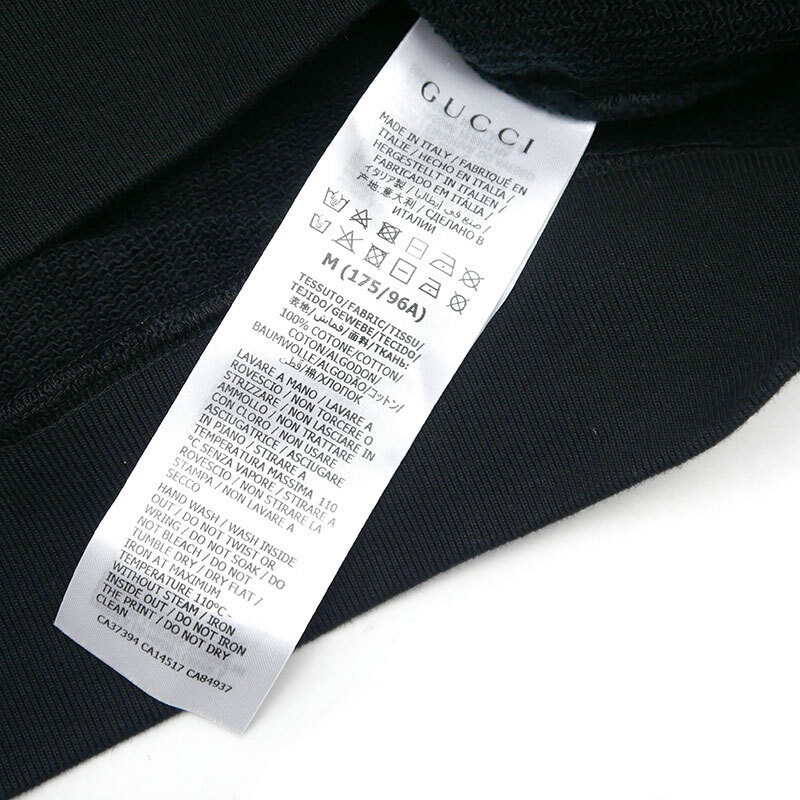 GUCCI
MADE IN ITALY / FABRIQUÉ EN
ITALIE / HECHO EN ITALIA /
HERGESTELLT IN ITALIEN /
FABRICADO EM ITÁLIA /
イタリア製 / صنع في إيطاليا /
产地:意大利 / СДЕЛАНО В
ИТАЛИИ
M (175/96A)
TESSUTO/FABRIC/TISSU/
TEJIDO/GEWEBE/TECIDO/
表地/قماش/面料/ТКАНЬ:
100% COTONE/COTTON/
COTON/ALGODON/
BAUMWOLLE/ALGODÃO/コットン/
قطن/棉/ХЛОПОК
LAVARE A MANO / LAVARE A
ROVESCIO / NON TORCERE O
STRIZZARE / NON LASCIARE IN
AMMOLLO / NON TRATTARE
CON CLORO / NON USARE
ASCIUGATRICE / ASCIUGARE
IN PIANO / STIRARE A
TEMPERATURA MASSIMA 110
°C SENZA VAPORE / STIRARE A
ROVESCIO / NON STIRARE LA
STAMPA / NON LAVARE A
SECCO
HAND WASH / WASH INSIDE
OUT / DO NOT TWIST OR
WRING / DO NOT SOAK / DO
NOT BLEACH / DO NOT
TUMBLE DRY / DRY FLAT /
IRON AT MAXIMUM
TEMPERATURE 110°C -
WITHOUT STEAM / IRON
INSIDE OUT / DO NOT IRON
THE PRINT / DO NOT DRY
CLEAN
CA37394 CA14517 CA84937